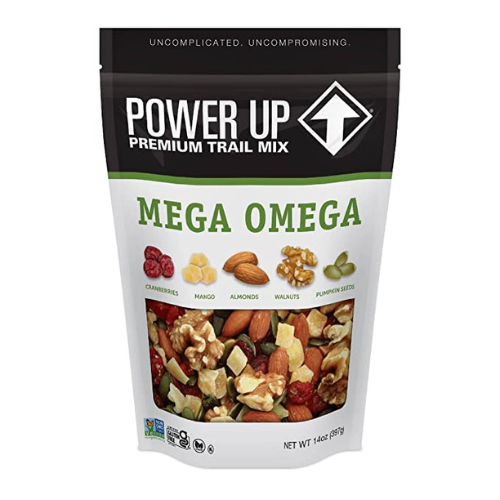 UNCOMPLICATED. UNCOMPROMISING.
POWER UP
PREMIUM TRAIL MIX
MEGA OMEGA
CRANBERRIES MANGO ALMONDS WALNUTS PUMPKIN SEEDS
GLUTEN
NET WT 14oz (397g)